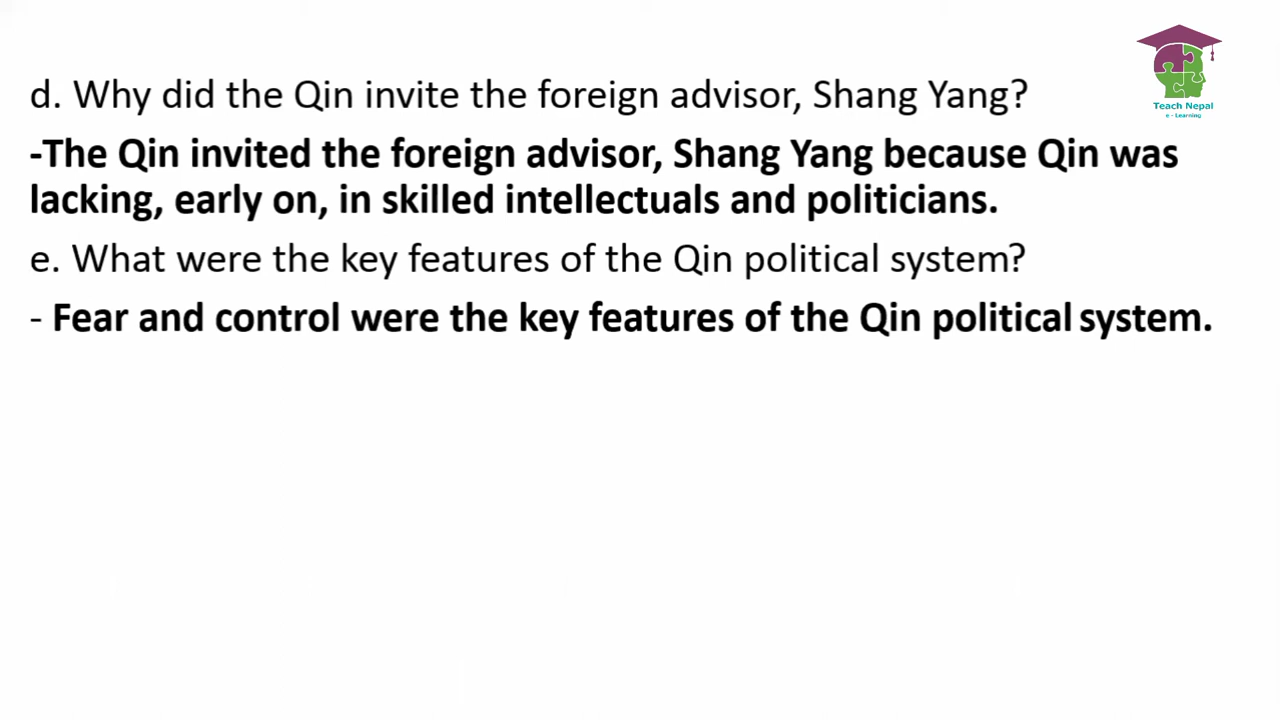 Teach Nepal
e - Learning
d. Why did the Qin invite the foreign advisor, Shang Yang?
-The Qin invited the foreign advisor, Shang Yang because Qin was
lacking, early on, in skilled intellectuals and politicians.
e. What were the key features of the Qin political system?
- Fear and control were the key features of the Qin political system.